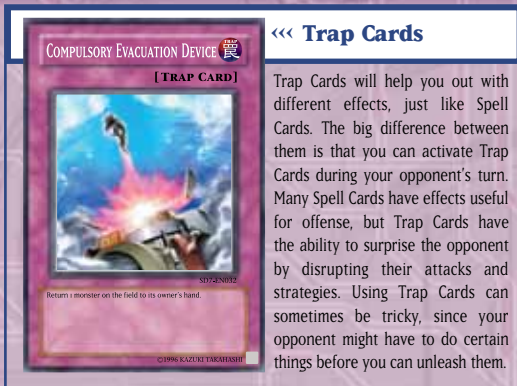 ‹‹‹ Trap Cards
COMPULSORY EVACUATION DEVICE
TRAP
罠
[TRAP CARD]
SD7-EN032
Return 1 monster on the field to its owner's hand.
©1996 KAZUKI TAKAHASHI
Trap Cards will help you out with
different effects, just like Spell
Cards. The big difference between
them is that you can activate Trap
Cards during your opponent's turn.
Many Spell Cards have effects useful
for offense, but Trap Cards have
the ability to surprise the opponent
by disrupting their attacks and
strategies. Using Trap Cards can
sometimes be tricky, since your
opponent might have to do certain
things before you can unleash them.